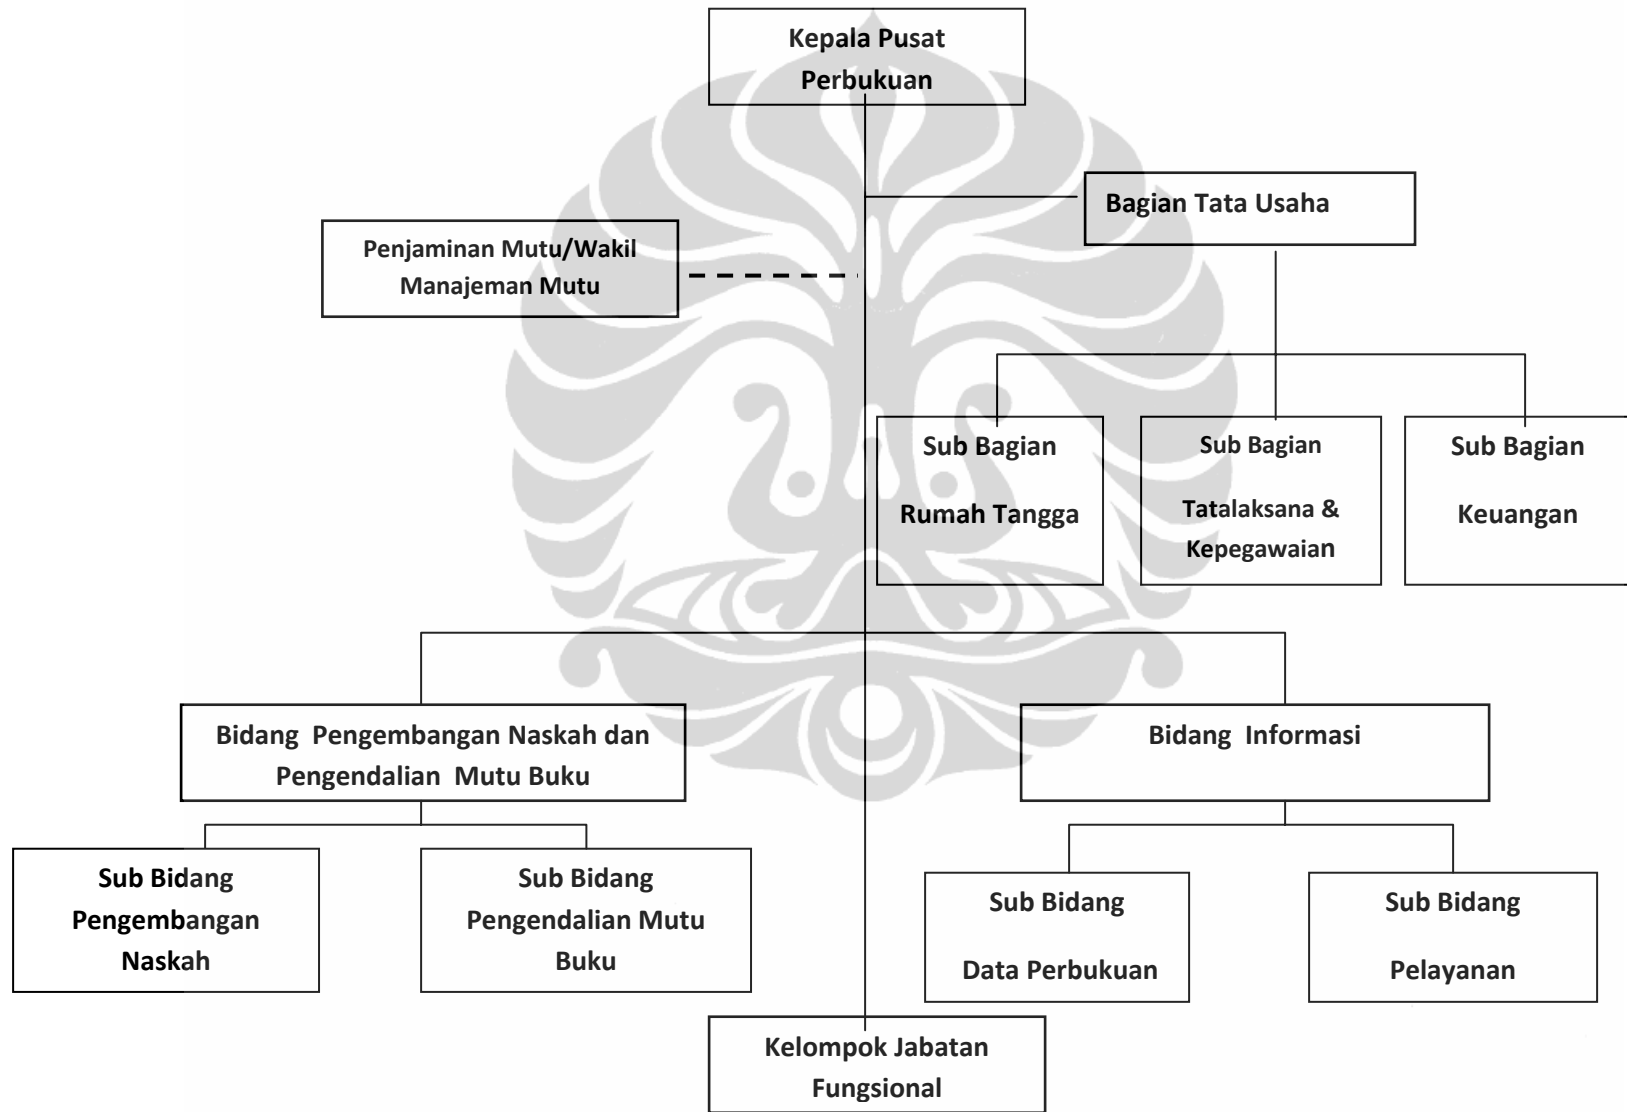 Kepala Pusat
Perbukuan
Bagian Tata Usaha
Penjaminan Mutu/Wakil
Manajeman Mutu
Sub Bagian
Rumah Tangga
Sub Bagian
Tatalaksana &
Kepegawaian
Sub Bagian
Keuangan
Bidang Pengembangan Naskah dan
Pengendalian Mutu Buku
Bidang Informasi
Sub Bidang
Pengembangan
Naskah
Sub Bidang
Pengendalian Mutu
Buku
Sub Bidang
Data Perbukuan
Sub Bidang
Pelayanan
Kelompok Jabatan
Fungsional